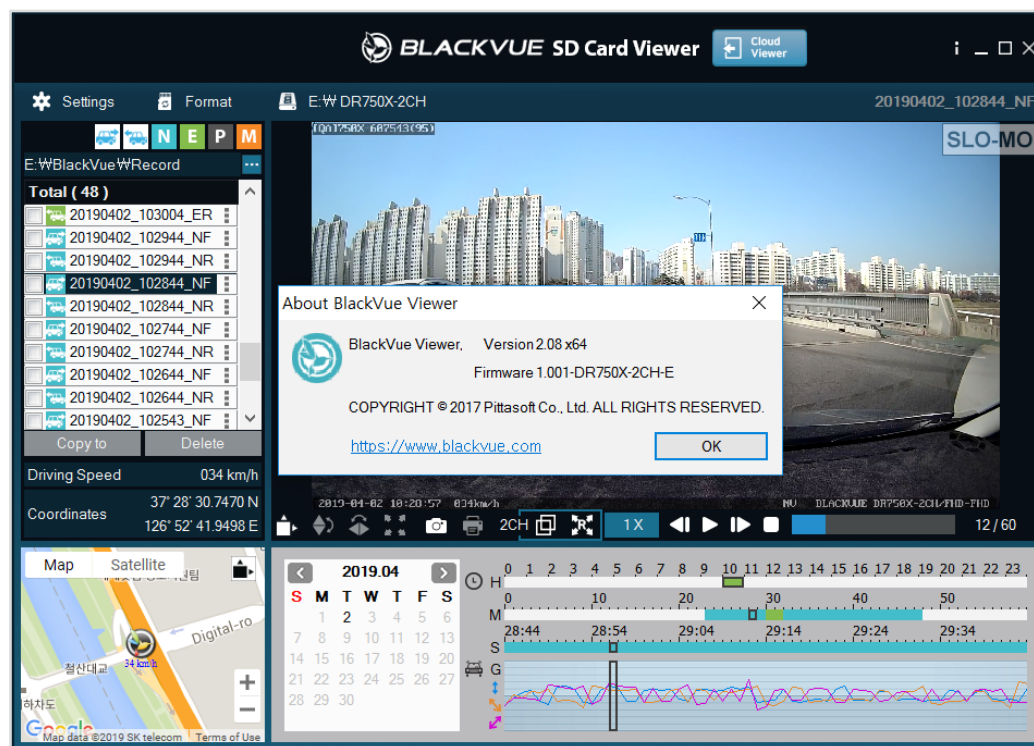 BLACKVUE SD Card Viewer
Cloud Viewer
Settings
Format
E:₩ DR750X-2CH
20190402_102844_NF
N E P M
E:₩BlackVue₩Record
Total ( 48 )
20190402_103004_ER
20190402_102944_NF
20190402_102944_NR
20190402_102844_NF
20190402_102844_NR
20190402_102744_NF
20190402_102744_NR
20190402_102644_NF
20190402_102644_NR
20190402_102543_NF
Copy to
Delete
Driving Speed 034 km/h
Coordinates
37° 28' 30.7470 N
126° 52' 41.9498 E
SLO-MO
About BlackVue Viewer
BlackVue Viewer, Version 2.08 x64
Firmware 1.001-DR750X-2CH-E
COPYRIGHT © 2017 Pittasoft Co., Ltd. ALL RIGHTS RESERVED.
https://www.blackvue.com
OK
2019-04-02 10:28:57 034km/h
BLACKVUE DR750X-2CH/FHD-FHD
2CH
R
1X
12 / 60
Map
Satellite
Digital-ro
철산대교
34 km/h
Google
Map data ©2019 SK telecom
Terms of Use
2019.04
S M T W T F S
1 2 3 4 5 6
7 8 9 10 11 12 13
14 15 16 17 18 19 20
21 22 23 24 25 26 27
28 29 30
0 1 2 3 4 5 6 7 8 9 10 11 12 13 14 15 16 17 18 19 20 21 22 23
H
0 10 20 30 40 50
M
28:44 28:54 29:04 29:14 29:24 29:34
S
G